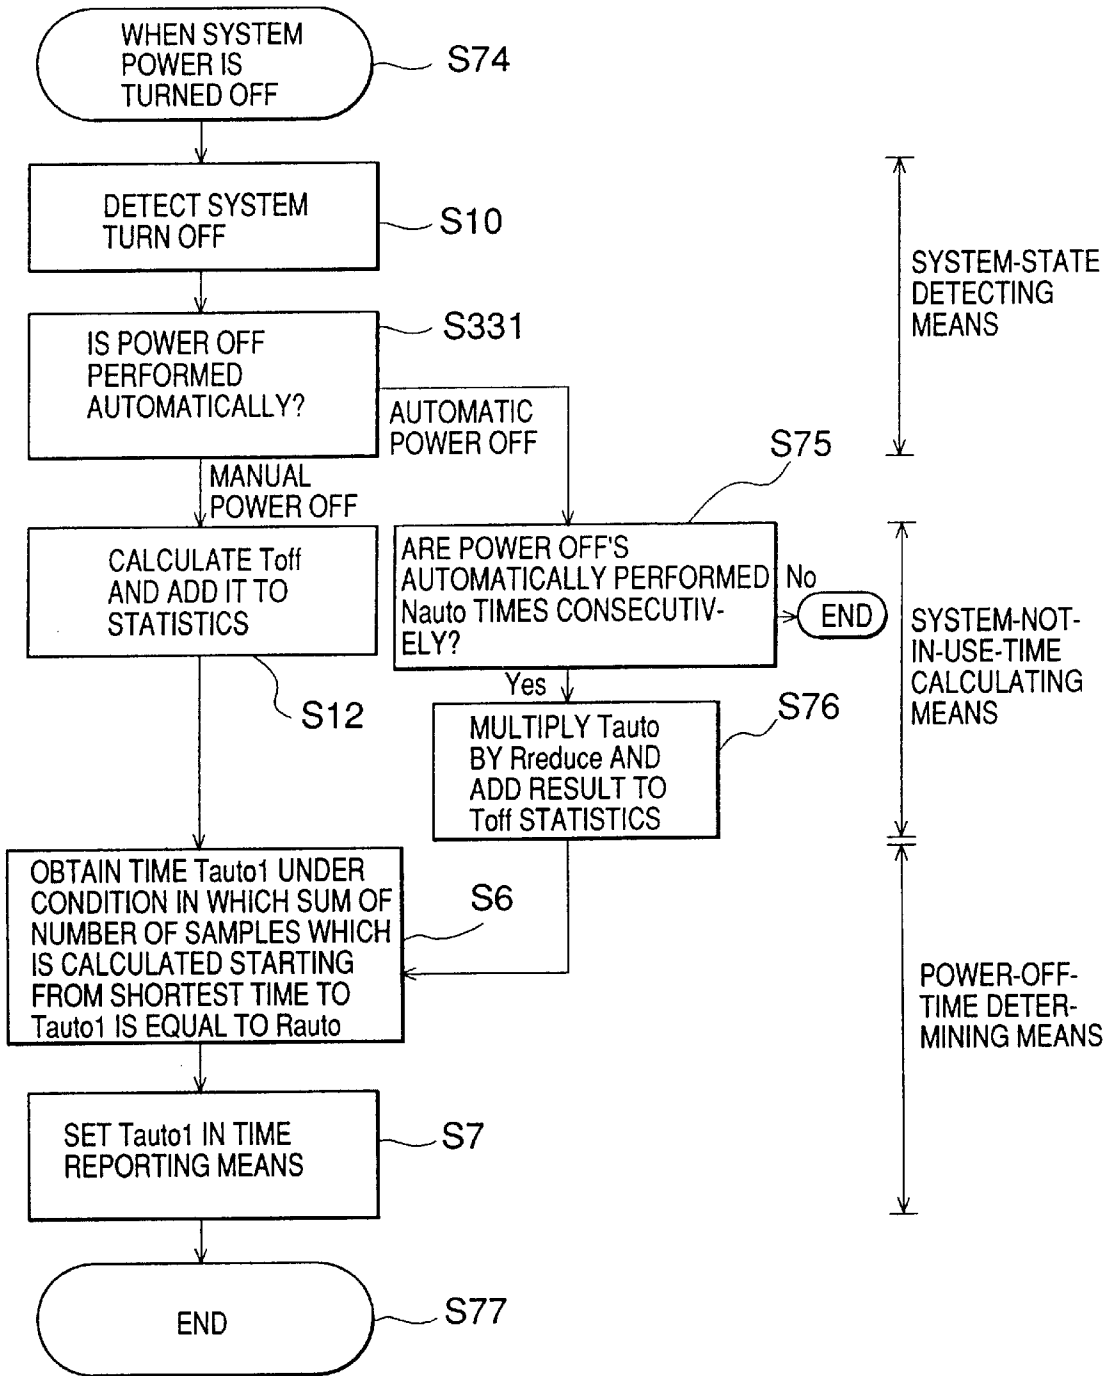 WHEN SYSTEM
POWER IS
TURNED OFF
S74
DETECT SYSTEM
TURN OFF
S10
IS POWER OFF
PERFORMED
AUTOMATICALLY?
S331
AUTOMATIC
POWER OFF
MANUAL
POWER OFF
SYSTEM-STATE
DETECTING
MEANS
CALCULATE Toff
AND ADD IT TO
STATISTICS
S12
S75
ARE POWER OFF'S
AUTOMATICALLY PERFORMED
Nauto TIMES CONSECUTIV-
ELY?
No
END
Yes
MULTIPLY Tauto
BY Rreduce AND
ADD RESULT TO
Toff STATISTICS
S76
SYSTEM-NOT-
IN-USE-TIME
CALCULATING
MEANS
OBTAIN TIME Tauto1 UNDER
CONDITION IN WHICH SUM OF
NUMBER OF SAMPLES WHICH
IS CALCULATED STARTING
FROM SHORTEST TIME TO
Tauto1 IS EQUAL TO Rauto
S6
SET Tauto1 IN TIME
REPORTING MEANS
S7
POWER-OFF-
TIME DETER-
MINING MEANS
END
S77